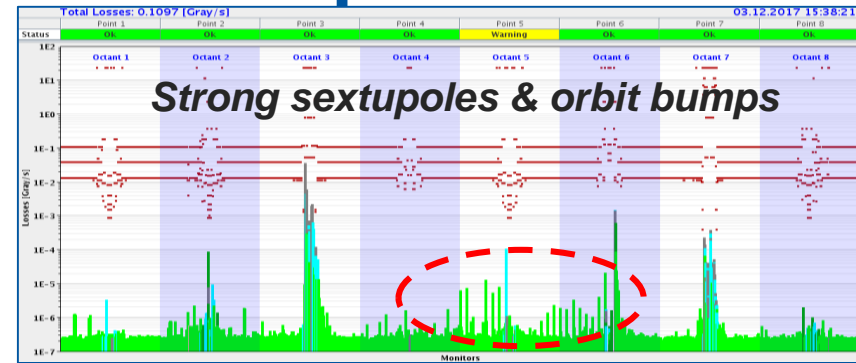 Total Losses: 0.1097 [Gray/s] 03.12.2017 15:38:21
Point 1 Point 2 Point 3 Point 4 Point 5 Point 6 Point 7 Point 8
Status Ok Ok Ok Ok Warning Ok Ok Ok
Octant 1 Octant 2 Octant 3 Octant 4 Octant 5 Octant 6 Octant 7 Octant 8
Strong sextupoles & orbit bumps
Losses [Gray/s]
1E2
1E1
1E0
1E-1
1E-2
1E-3
1E-4
1E-5
1E-6
1E-7
Monitors